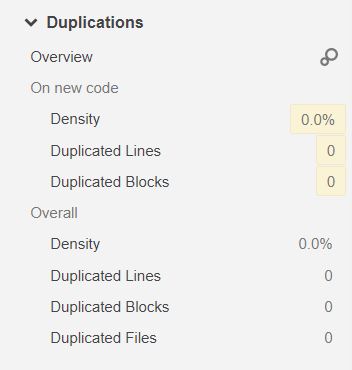 Duplications
Overview
On new code
Density 0.0%
Duplicated Lines 0
Duplicated Blocks 0
Overall
Density 0.0%
Duplicated Lines 0
Duplicated Blocks 0
Duplicated Files 0